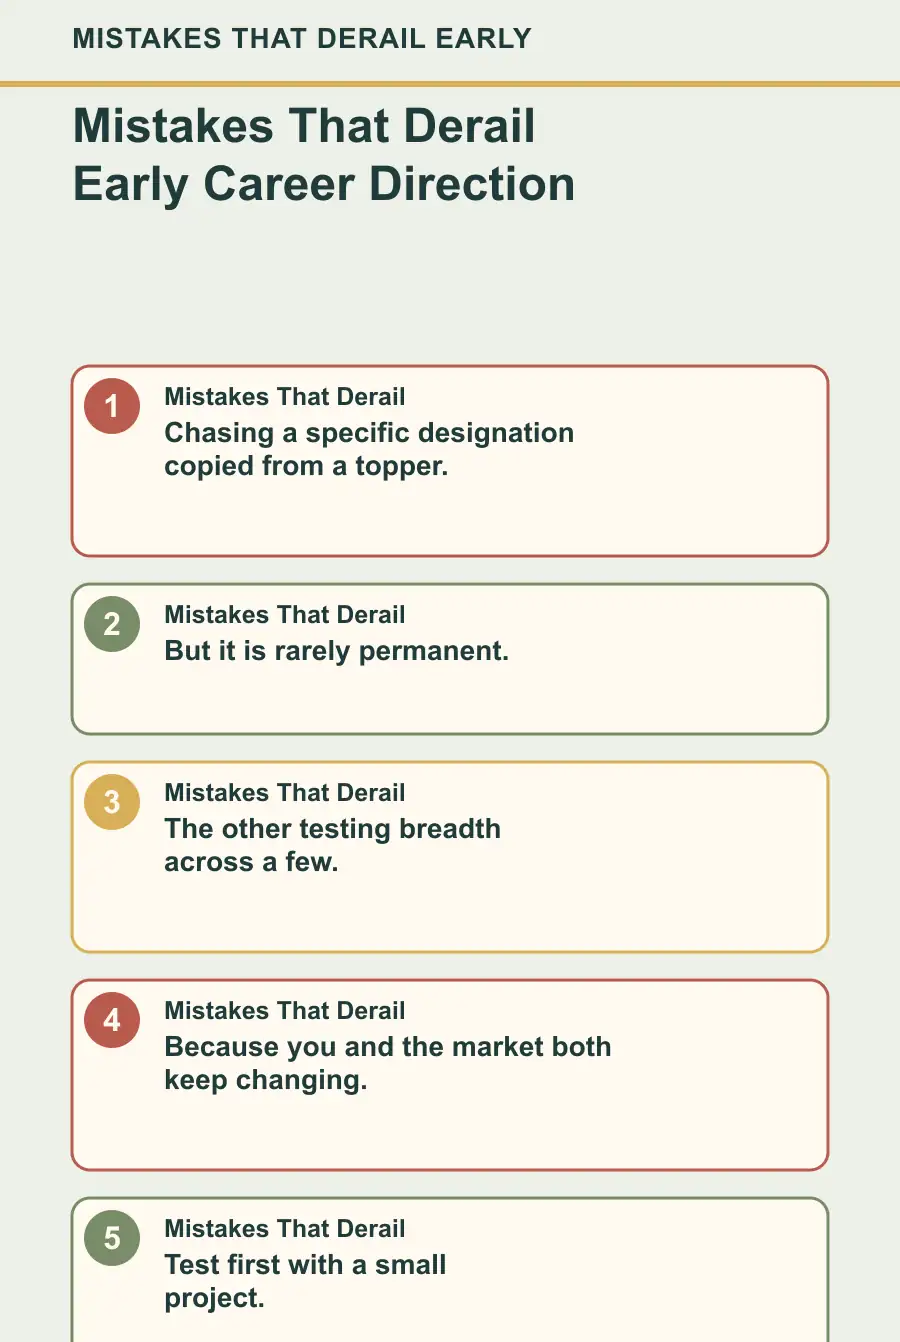 MISTAKES THAT DERAIL EARLY
Mistakes That Derail
Early Career Direction
1
Mistakes That Derail
Chasing a specific designation
copied from a topper.
2
Mistakes That Derail
But it is rarely permanent.
3
Mistakes That Derail
The other testing breadth
across a few.
4
Mistakes That Derail
Because you and the market both
keep changing.
5
Mistakes That Derail
Test first with a small
project.